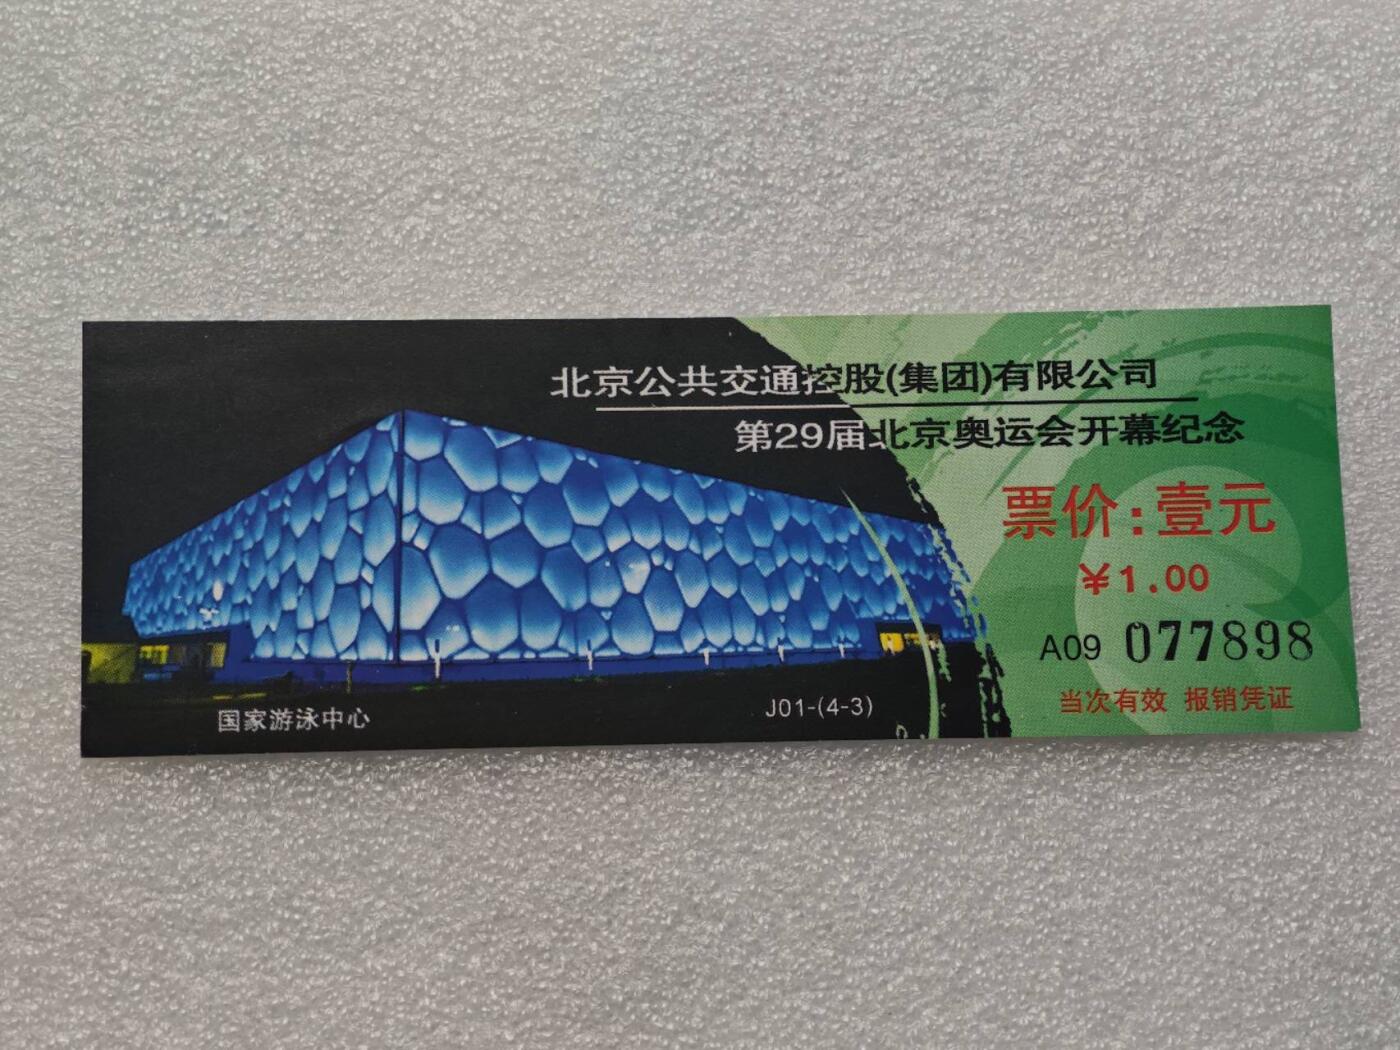 北京公共交通控股(集团)有限公司
第29届北京奥运会开幕纪念
票价:壹元
¥1.00
A09 077898
当次有效 报销凭证
国家游泳中心
J01-(4-3)